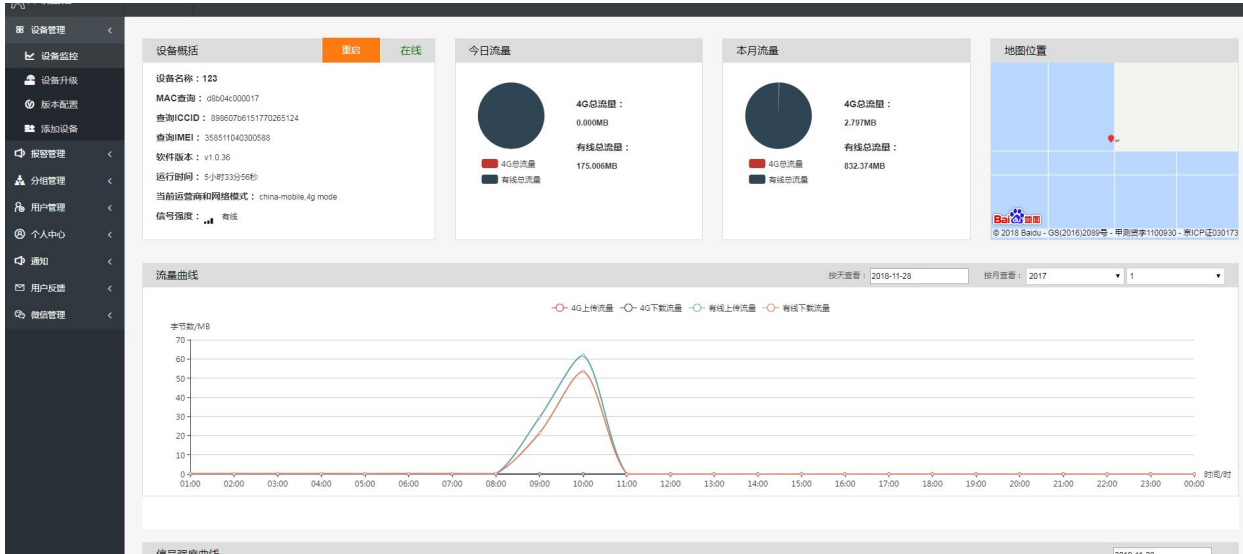 设备管理
设备监控
设备升级
版本配置
添加设备
报警管理
分组管理
用户管理
个人中心
通知
用户反馈
微信管理
设备概括
重启
在线
设备名称：123
MAC查询： d8b04c000017
查询ICCID： 898607b6151770265124
查询IMEI： 358511040300588
软件版本： v1.0.36
运行时间： 5小时33分56秒
当前运营商和网络模式： china-mobile,4g mode
信号强度： 有线
今日流量
4G总流量：
0.000MB
有线总流量：
175.006MB
4G总流量
有线总流量
本月流量
4G总流量：
2.797MB
有线总流量：
832.374MB
4G总流量
有线总流量
地图位置
Bai 地图
© 2018 Baidu - GS(2016)2089号 - 甲测资字1100930 - 京ICP证030173
流量曲线
按天查看： 2018-11-28 按月查看： 2017 1
4G上传流量 4G下载流量 有线上传流量 有线下载流量
字节数/MB
70
60
50
40
30
20
10
0
01:00 02:00 03:00 04:00 05:00 06:00 07:00 08:00 09:00 10:00 11:00 12:00 13:00 14:00 15:00 16:00 17:00 18:00 19:00 20:00 21:00 22:00 23:00 00:00
时间/时
信号强度曲线